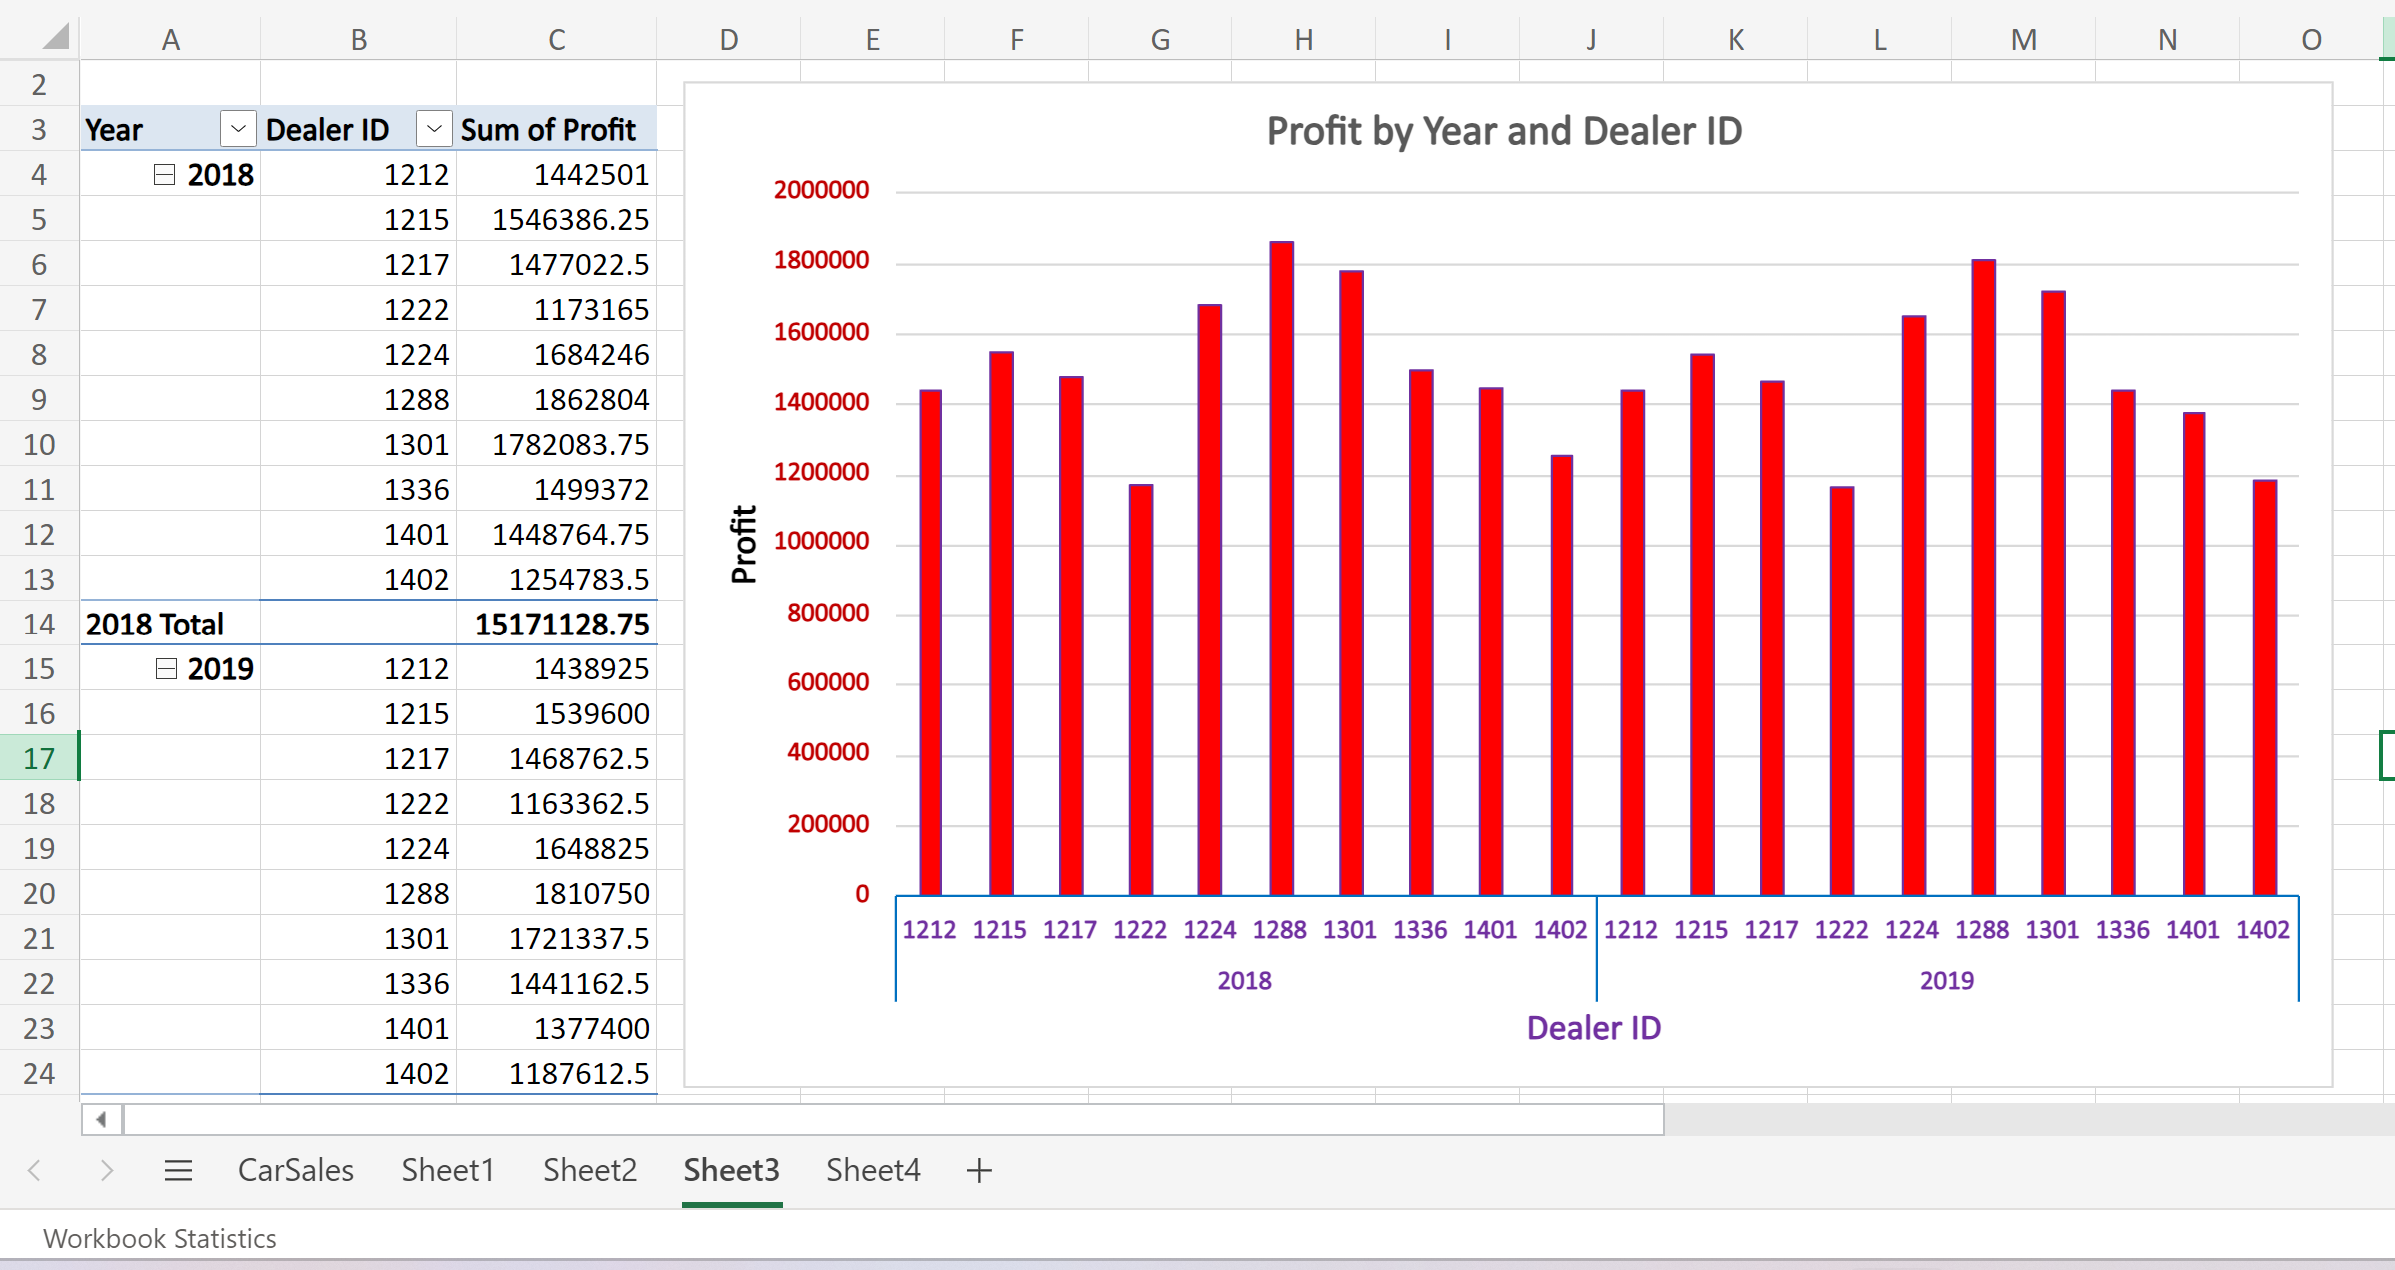 A B C D E F G H I J K L M N O
2
3 Year Dealer ID Sum of Profit
4 2018 1212 1442501
5 1215 1546386.25
6 1217 1477022.5
7 1222 1173165
8 1224 1684246
9 1288 1862804
10 1301 1782083.75
11 1336 1499372
12 1401 1448764.75
13 1402 1254783.5
14 2018 Total 15171128.75
15 2019 1212 1438925
16 1215 1539600
17 1217 1468762.5
18 1222 1163362.5
19 1224 1648825
20 1288 1810750
21 1301 1721337.5
22 1336 1441162.5
23 1401 1377400
24 1402 1187612.5
Profit by Year and Dealer ID
2000000
1800000
1600000
1400000
1200000
1000000
800000
600000
400000
200000
0
Profit
1212 1215 1217 1222 1224 1288 1301 1336 1401 1402 1212 1215 1217 1222 1224 1288 1301 1336 1401 1402
2018 2019
Dealer ID
CarSales Sheet1 Sheet2 Sheet3 Sheet4
Workbook Statistics